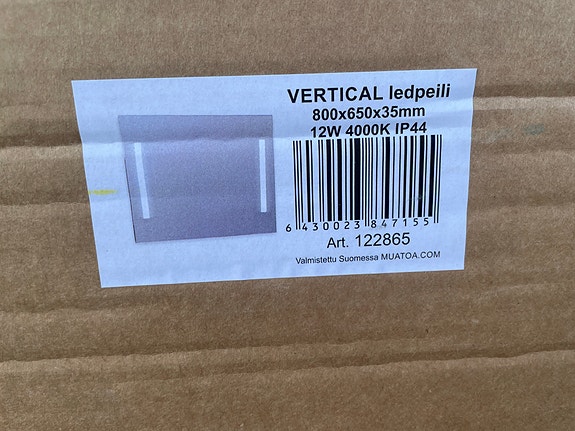 VERTICAL ledpeili
800x650x35mm
12W 4000K IP44
6 430023 847155
Art. 122865
Valmistettu Suomessa MUATOA.COM